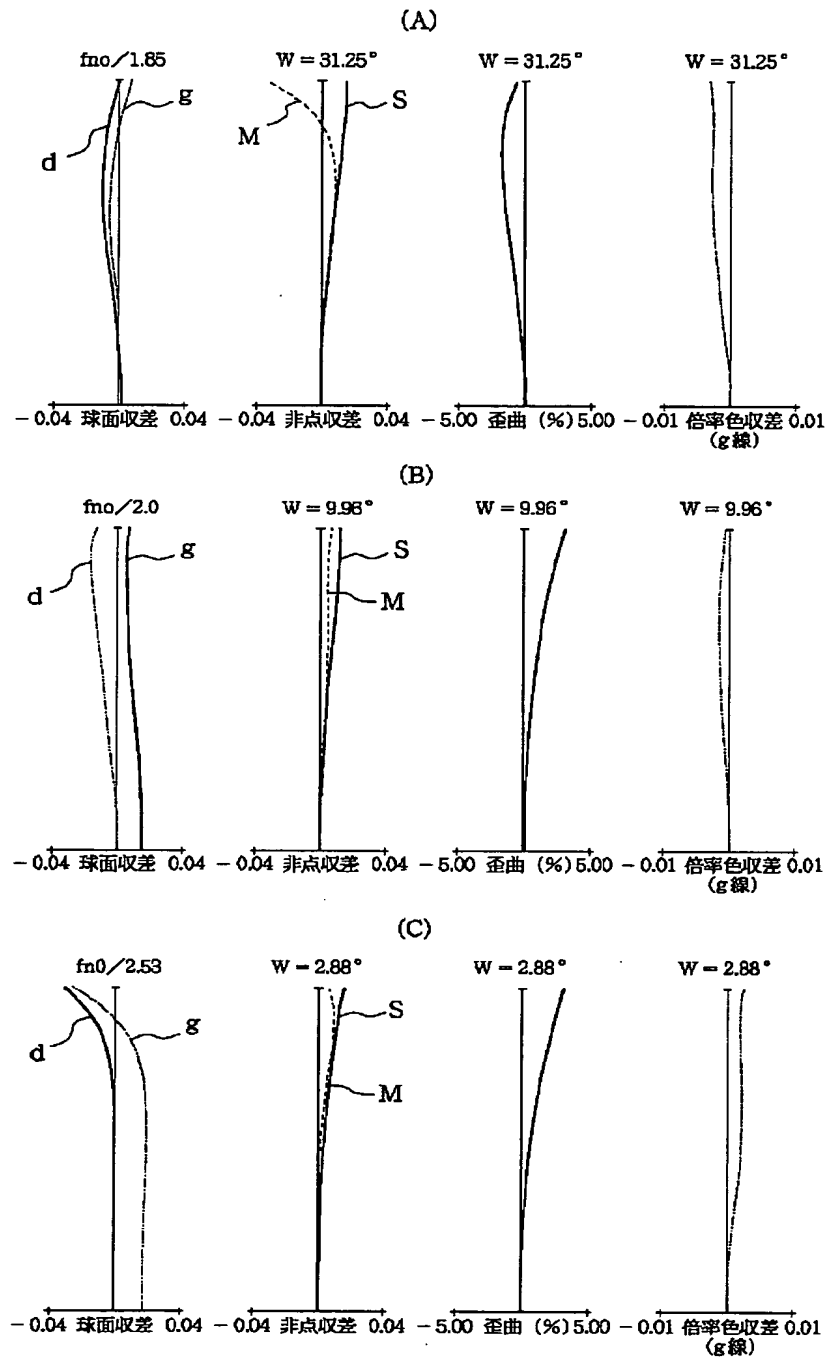 (A)
fno/1.85 W=31.25° W=31.25° W=31.25°
g
S
M
d
-0.04 球面収差 0.04 -0.04 非点収差 0.04 -5.00 歪曲 (%) 5.00 -0.01 倍率色収差 0.01
(g線)
(B)
fno/2.0 W=9.96° W=9.96° W=9.96°
g
S
d
M
-0.04 球面収差 0.04 -0.04 非点収差 0.04 -5.00 歪曲 (%) 5.00 -0.01 倍率色収差 0.01
(g線)
(C)
fn0/2.53 W=2.88° W=2.88° W=2.88°
S
g
d
M
-0.04 球面収差 0.04 -0.04 非点収差 0.04 -5.00 歪曲 (%) 5.00 -0.01 倍率色収差 0.01
(g線)